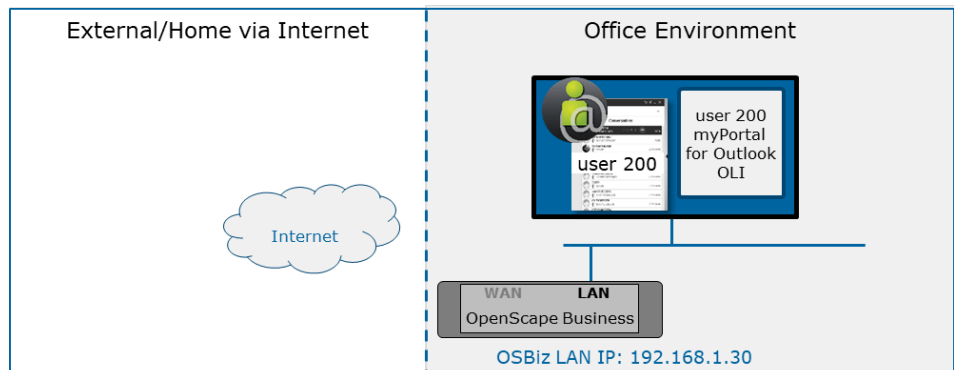 External/Home via Internet
Office Environment
user 200
myPortal
for Outlook
OLI
user 200
@
Internet
WAN
LAN
OpenScape Business
OSBiz LAN IP: 192.168.1.30